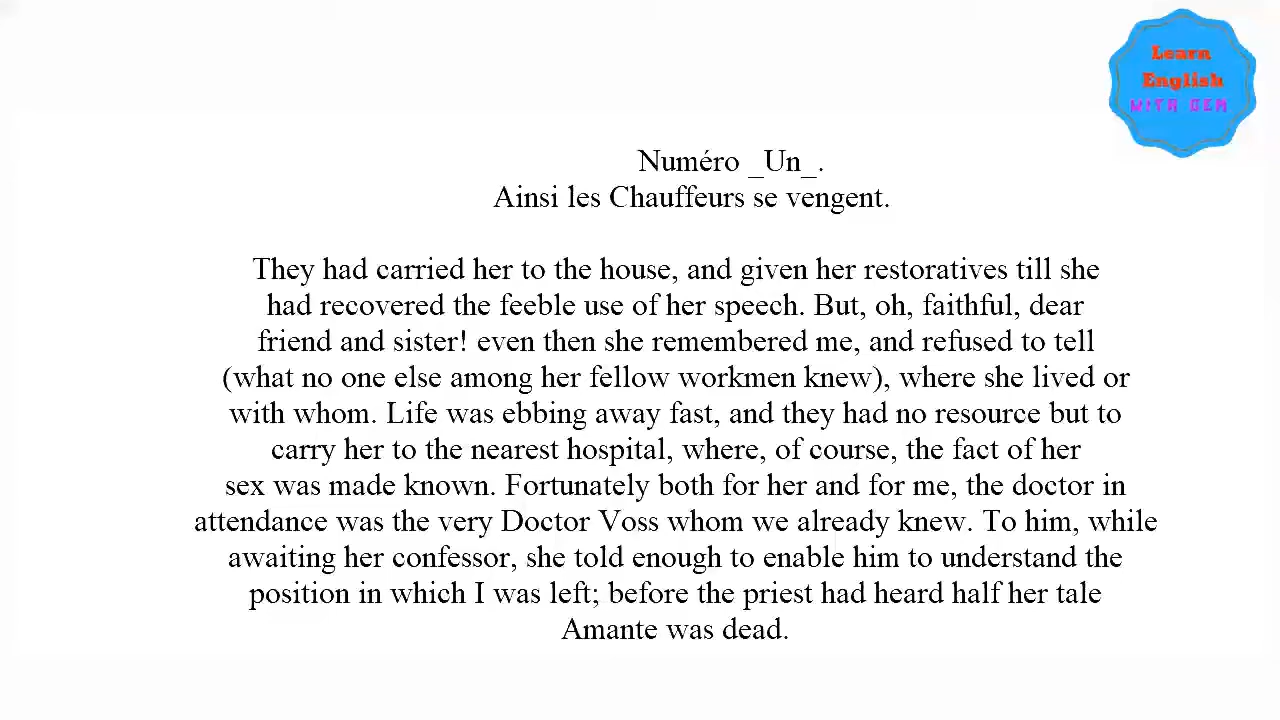 Learn
English
WITH GEM
Numéro _Un_.
Ainsi les Chauffeurs se vengent.
They had carried her to the house, and given her restoratives till she
had recovered the feeble use of her speech. But, oh, faithful, dear
friend and sister! even then she remembered me, and refused to tell
(what no one else among her fellow workmen knew), where she lived or
with whom. Life was ebbing away fast, and they had no resource but to
carry her to the nearest hospital, where, of course, the fact of her
sex was made known. Fortunately both for her and for me, the doctor in
attendance was the very Doctor Voss whom we already knew. To him, while
awaiting her confessor, she told enough to enable him to understand the
position in which I was left; before the priest had heard half her tale
Amante was dead.